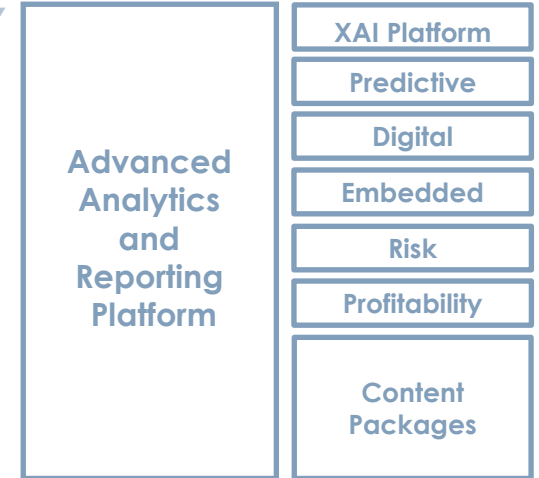 Advanced
Analytics
and
Reporting
Platform
XAI Platform
Predictive
Digital
Embedded
Risk
Profitability
Content
Packages